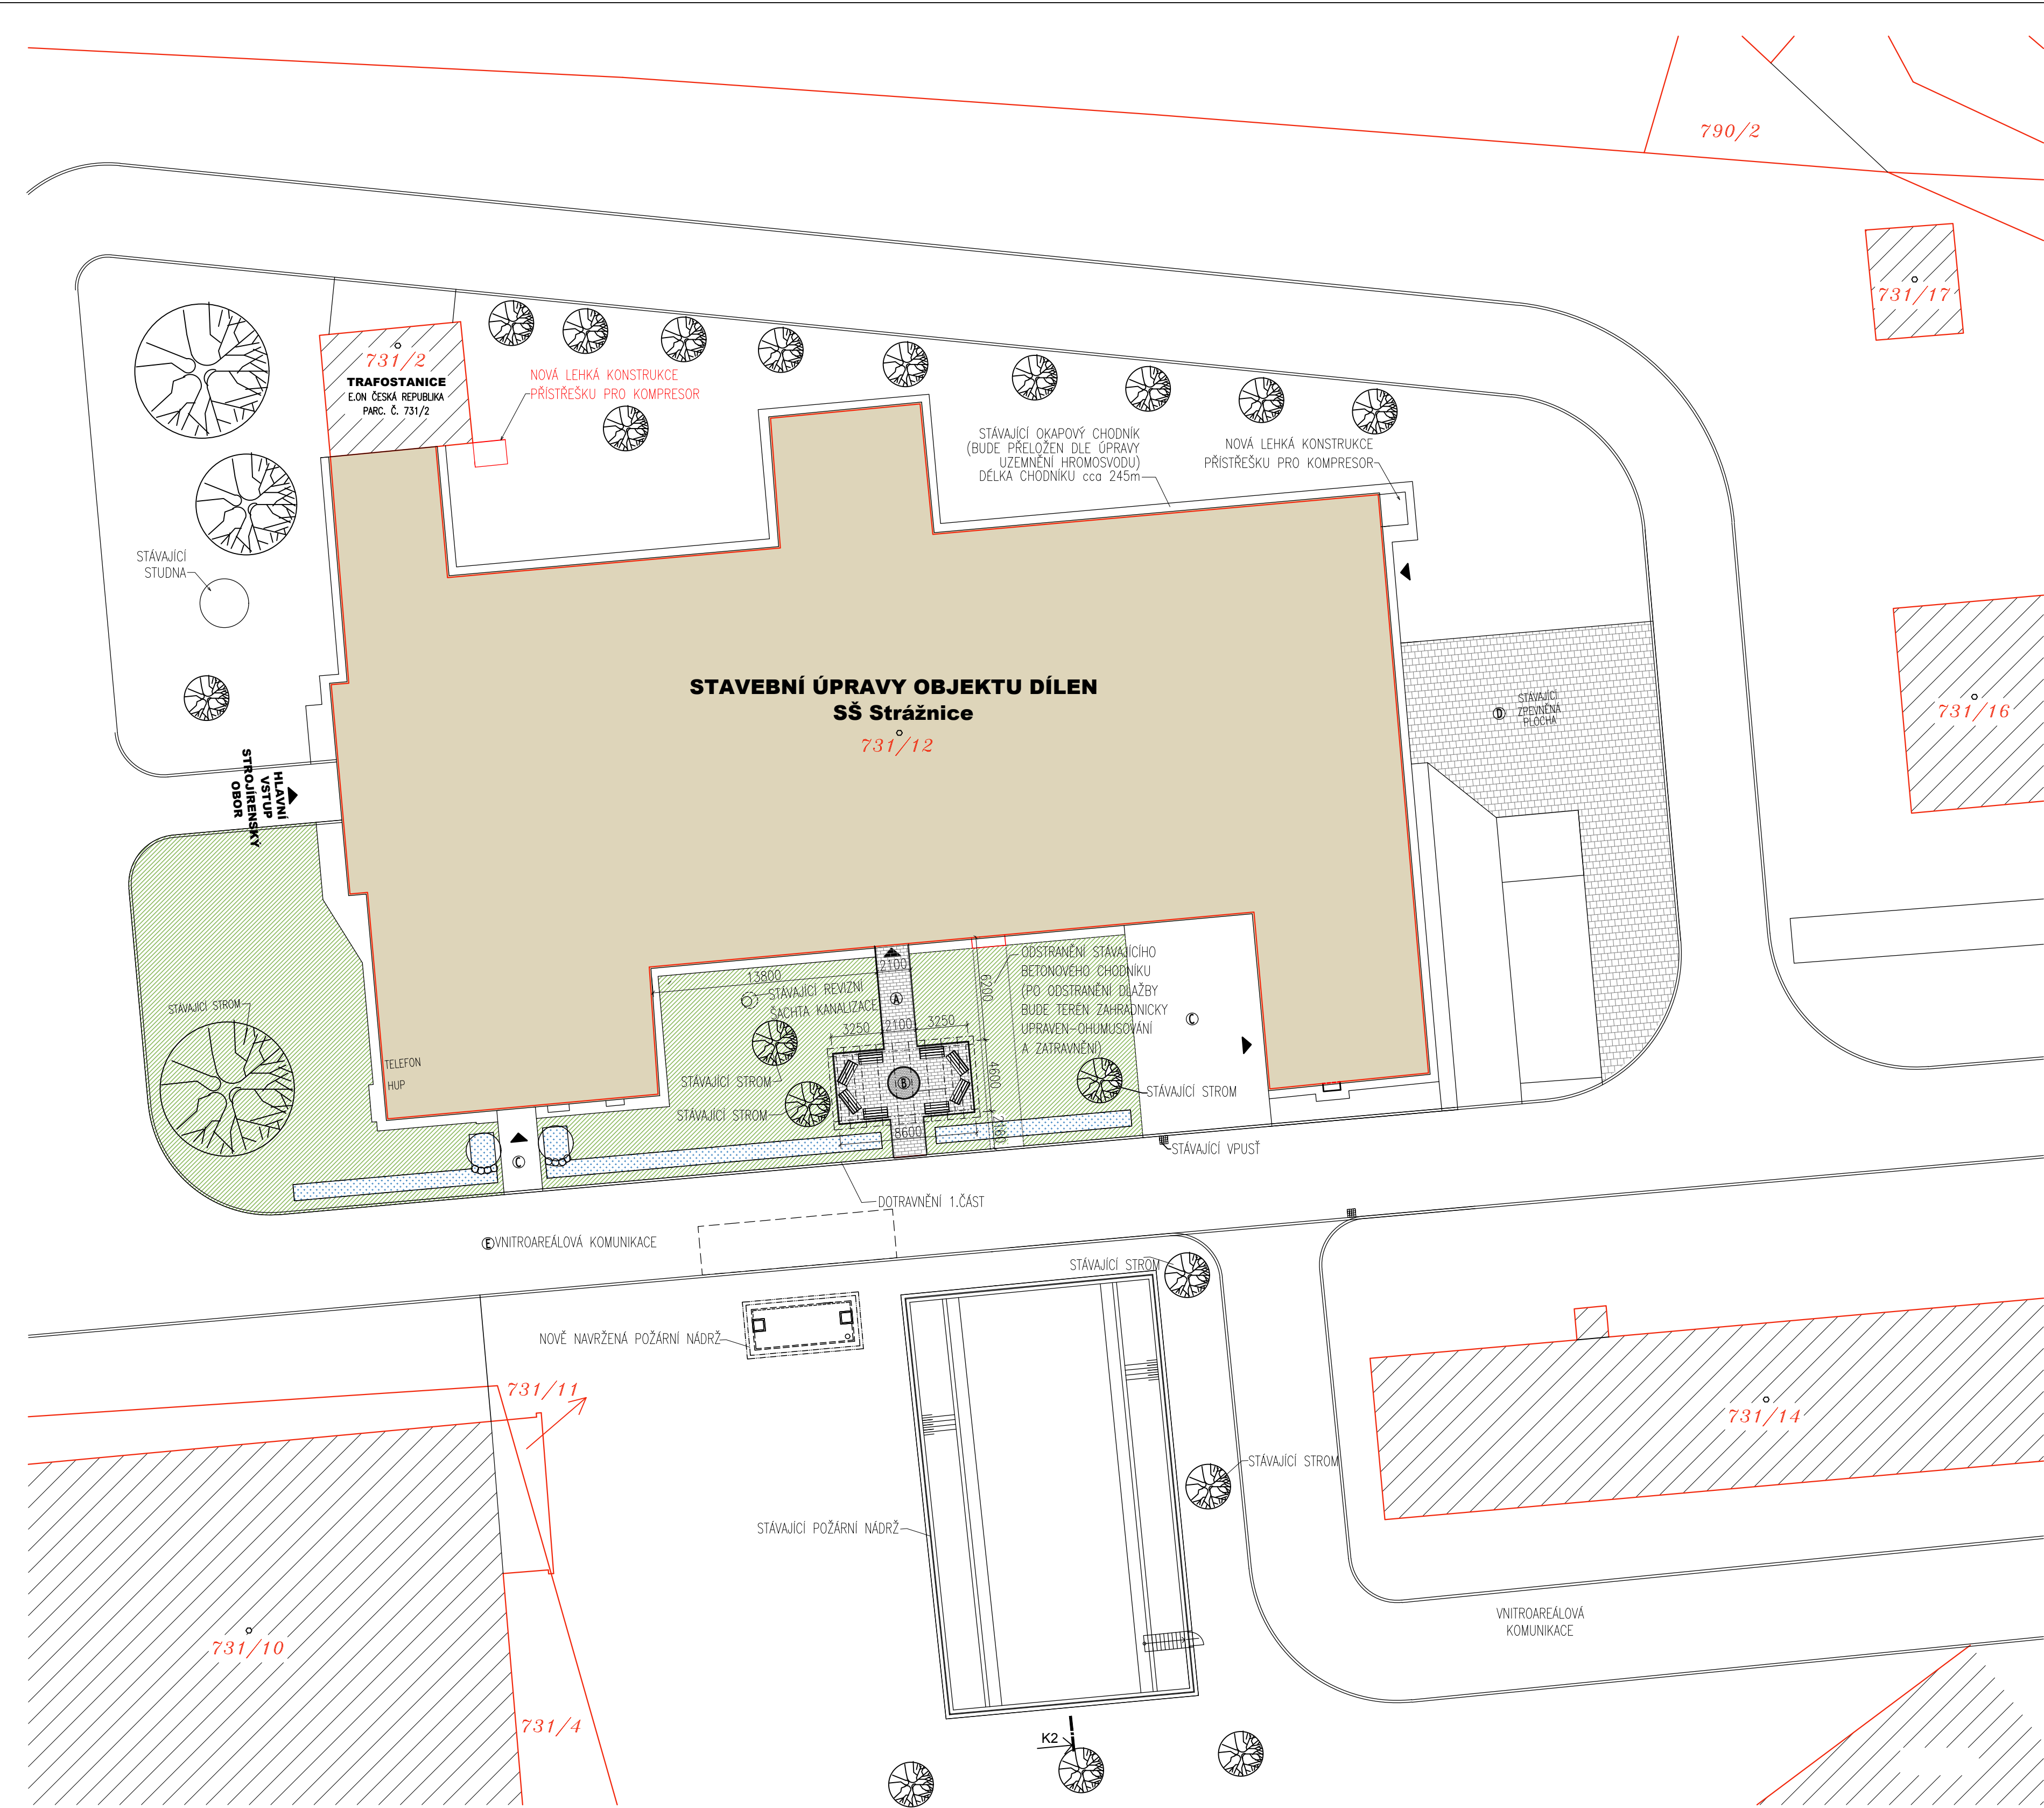 790/2
731/17
731/2
TRAFOSTANICE
E.ON ČESKÁ REPUBLIKA
PARC. Č. 731/2
NOVÁ LEHKÁ KONSTRUKCE
PŘÍSTŘEŠKU PRO KOMPRESOR
STÁVAJÍCÍ OKAPOVÝ CHODNÍK
(BUDE PŘELOŽEN DLE ÚPRAVY
UZEMNĚNÍ HROMOSVODU)
DÉLKA CHODNÍKU cca 245m
NOVÁ LEHKÁ KONSTRUKCE
PŘÍSTŘEŠKU PRO KOMPRESOR
STÁVAJÍCÍ
STUDNA
STAVEBNÍ ÚPRAVY OBJEKTU DÍLEN
SŠ Strážnice
731/12
D
STÁVAJÍCÍ
ZPEVNĚNÁ
PLOCHA
731/16
HLAVNÍ
VSTUP
STROJÍRENSKÝ
OBOR
13800
2100
STÁVAJÍCÍ REVIZNÍ
ŠACHTA KANALIZACE
A
6200
ODSTRANĚNÍ STÁVAJÍCÍHO
BETONOVÉHO CHODNÍKU
(PO ODSTRANĚNÍ DLAŽBY
BUDE TERÉN ZAHRADNICKY
UPRAVEN-OHUMUSOVÁNÍ
A ZATRAVNĚNÍ)
C
3250
2100
3250
STÁVAJÍCÍ STROM
TELEFON
HUP
STÁVAJÍCÍ STROM
B
4600
STÁVAJÍCÍ STROM
STÁVAJÍCÍ STROM
8600
2160
STÁVAJÍCÍ VPUSŤ
C
DOTRAVNĚNÍ 1.ČÁST
E VNITROAREÁLOVÁ KOMUNIKACE
STÁVAJÍCÍ STROM
NOVĚ NAVRŽENÁ POŽÁRNÍ NÁDRŽ
731/11
731/14
STÁVAJÍCÍ STROM
STÁVAJÍCÍ POŽÁRNÍ NÁDRŽ
VNITROAREÁLOVÁ
KOMUNIKACE
731/10
731/4
K2